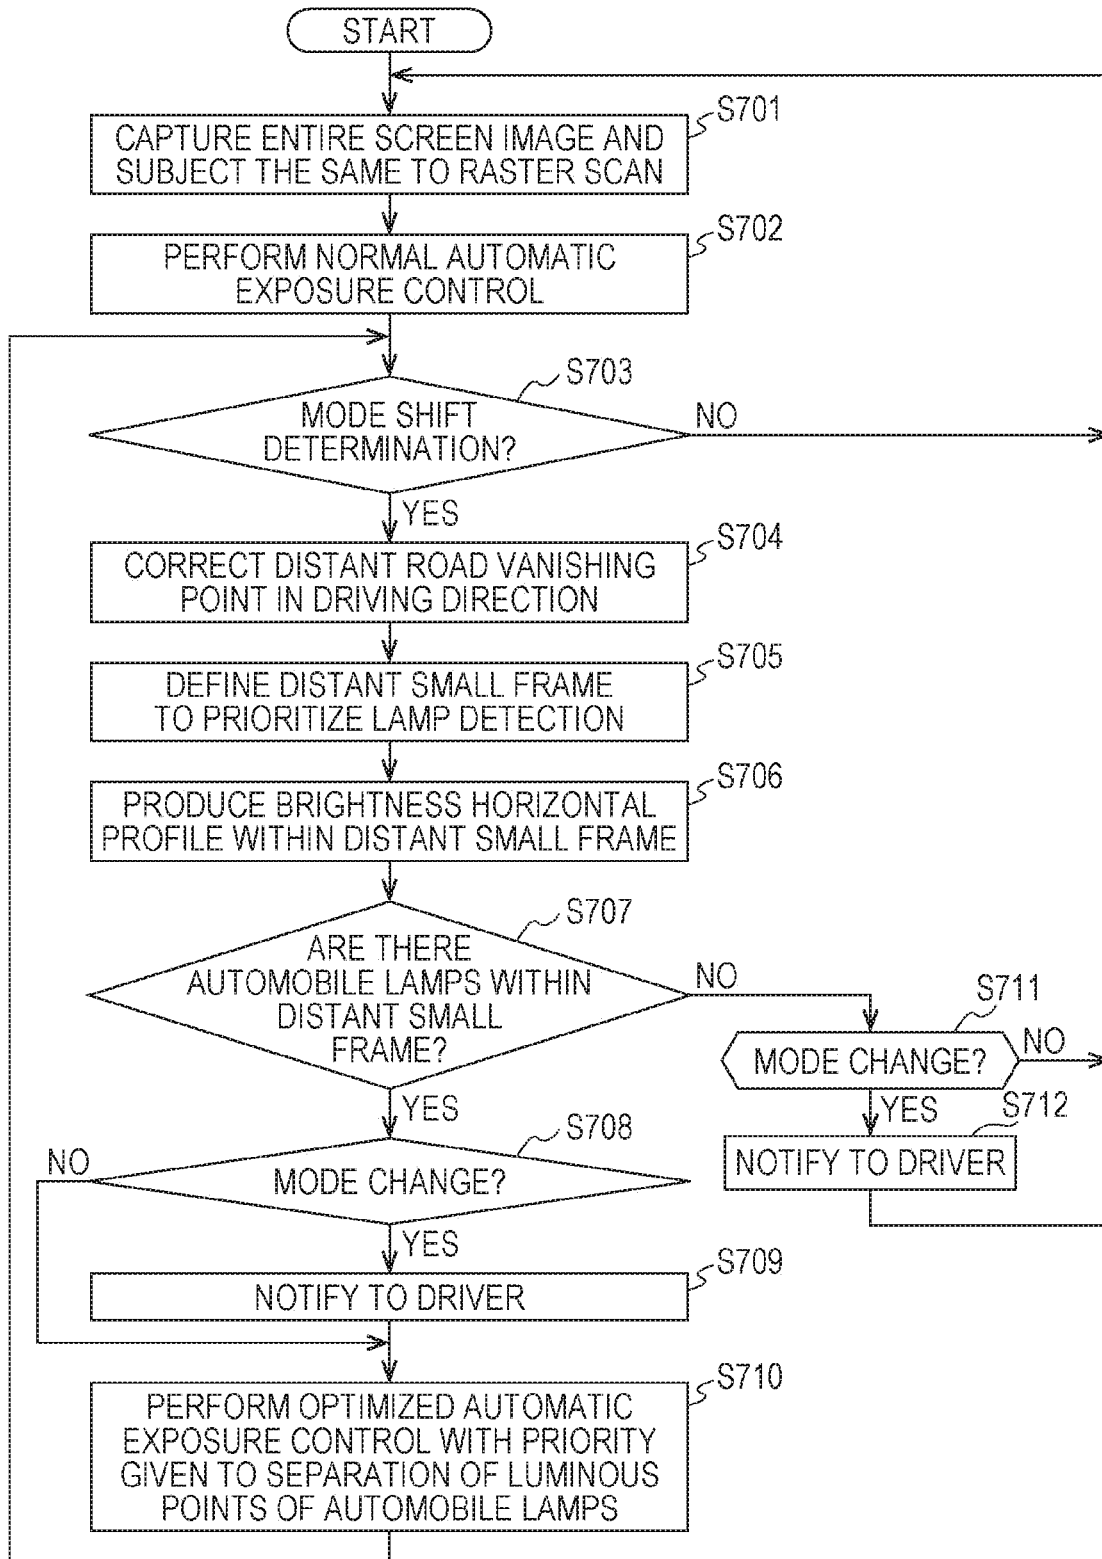 START
S701
CAPTURE ENTIRE SCREEN IMAGE AND
SUBJECT THE SAME TO RASTER SCAN
S702
PERFORM NORMAL AUTOMATIC
EXPOSURE CONTROL
S703
MODE SHIFT
DETERMINATION?
NO
YES
S704
CORRECT DISTANT ROAD VANISHING
POINT IN DRIVING DIRECTION
S705
DEFINE DISTANT SMALL FRAME
TO PRIORITIZE LAMP DETECTION
S706
PRODUCE BRIGHTNESS HORIZONTAL
PROFILE WITHIN DISTANT SMALL FRAME
S707
ARE THERE
AUTOMOBILE LAMPS WITHIN
DISTANT SMALL
FRAME?
NO
S711
MODE CHANGE?
NO
YES
S712
NOTIFY TO DRIVER
YES
S708
NO
MODE CHANGE?
YES
S709
NOTIFY TO DRIVER
S710
PERFORM OPTIMIZED AUTOMATIC
EXPOSURE CONTROL WITH PRIORITY
GIVEN TO SEPARATION OF LUMINOUS
POINTS OF AUTOMOBILE LAMPS